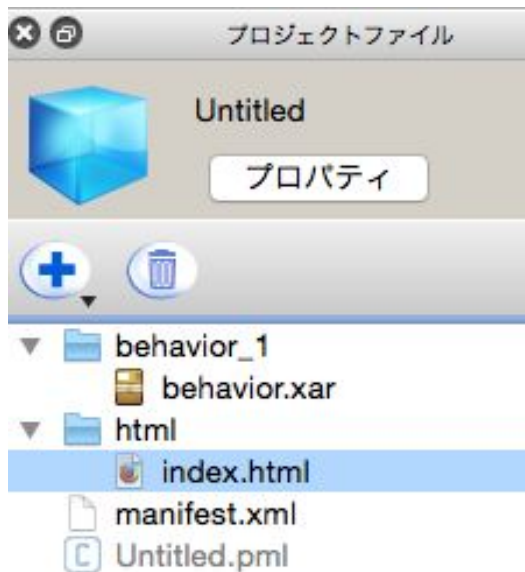 プロジェクトファイル
Untitled
プロパティ
behavior_1
behavior.xar
html
index.html
manifest.xml
Untitled.pml